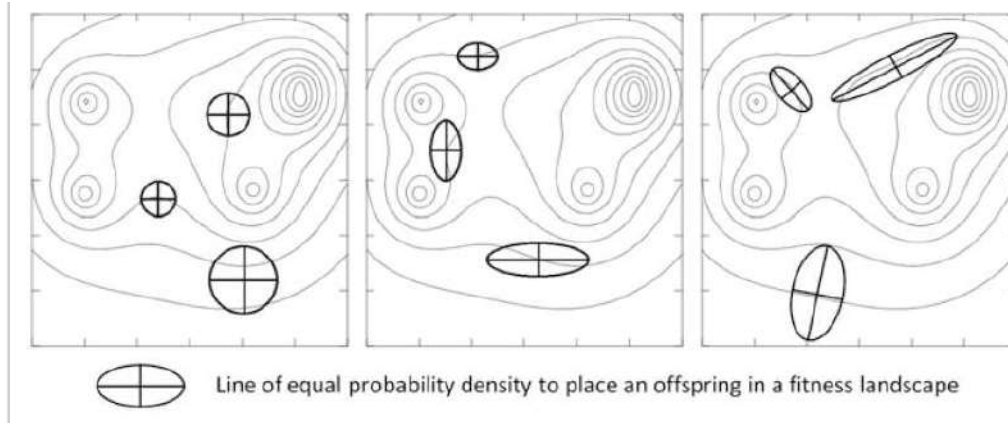 Line of equal probability density to place an offspring in a fitness landscape